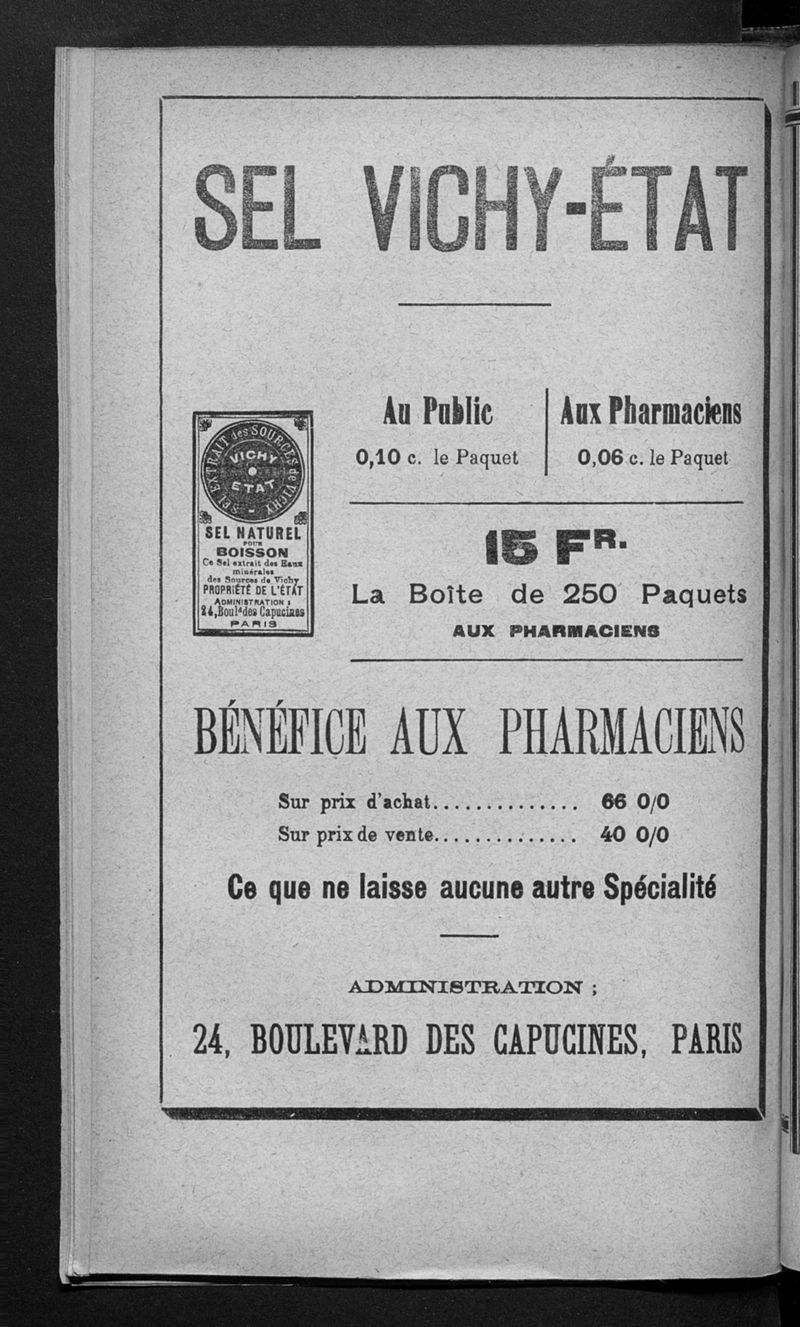 SEL VICHY-ÉTAT
SEL EXTRAIT des SOURCES de VICHY
VICHY
ETAT
SEL NATUREL
POUR
BOISSON
Ce Sel extrait des Eaux
minérales
des Sources de Vichy
PROPRIÉTÉ DE L'ÉTAT
ADMINISTRATION :
24, Boulᵈ des Capucines
PARIS
Au Public
0,10 c. le Paquet
Aux Pharmaciens
0,06 c. le Paquet
15 FR.
La Boîte de 250 Paquets
AUX PHARMACIENS
BÉNÉFICE AUX PHARMACIENS
Sur prix d'achat.............. 66 0/0
Sur prix de vente.............. 40 0/0
Ce que ne laisse aucune autre Spécialité
ADMINISTRATION ;
24, BOULEVARD DES CAPUCINES, PARIS